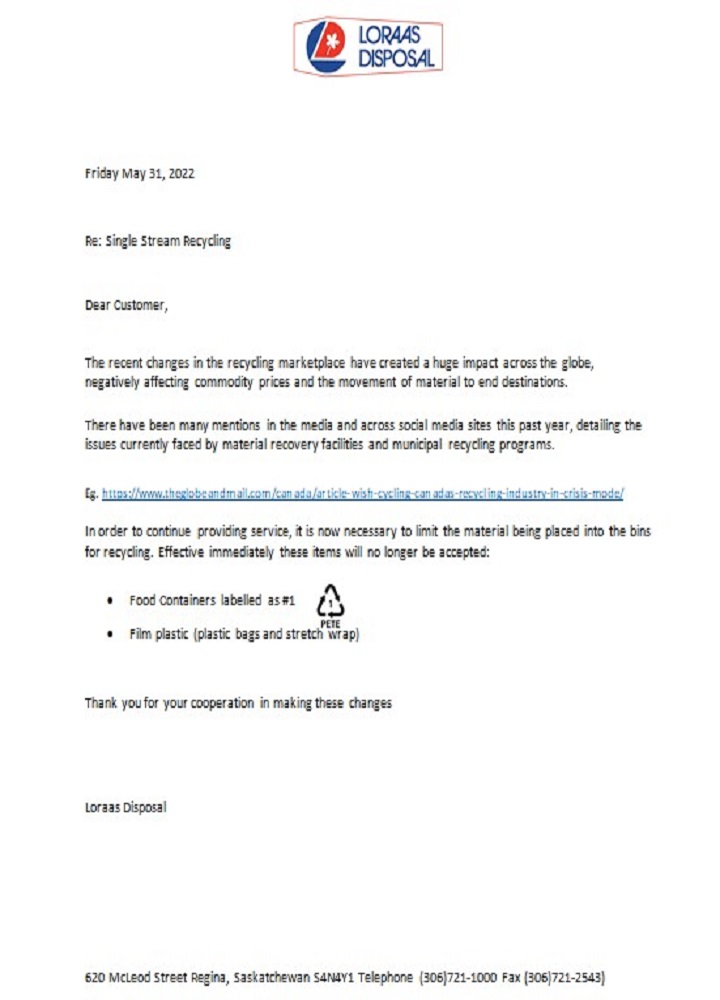 LORAAS
DISPOSAL
Friday May 31, 2022
Re: Single Stream Recycling
Dear Customer,
The recent changes in the recycling marketplace have created a huge impact across the globe,
negatively affecting commodity prices and the movement of material to end destinations.
There have been many mentions in the media and across social media sites this past year, detailing the
issues currently faced by material recovery facilities and municipal recycling programs.
Eg. https://www.theglobeandmail.com/canada/article-wish-cycling-canadas-recycling-industry-in-crisis-mode/
In order to continue providing service, it is now necessary to limit the material being placed into the bins
for recycling. Effective immediately these items will no longer be accepted:
• Food Containers labelled as #1
1
PETE
• Film plastic (plastic bags and stretch wrap)
Thank you for your cooperation in making these changes
Loraas Disposal
620 McLeod Street Regina, Saskatchewan S4N4Y1 Telephone (306)721-1000 Fax (306)721-2543)